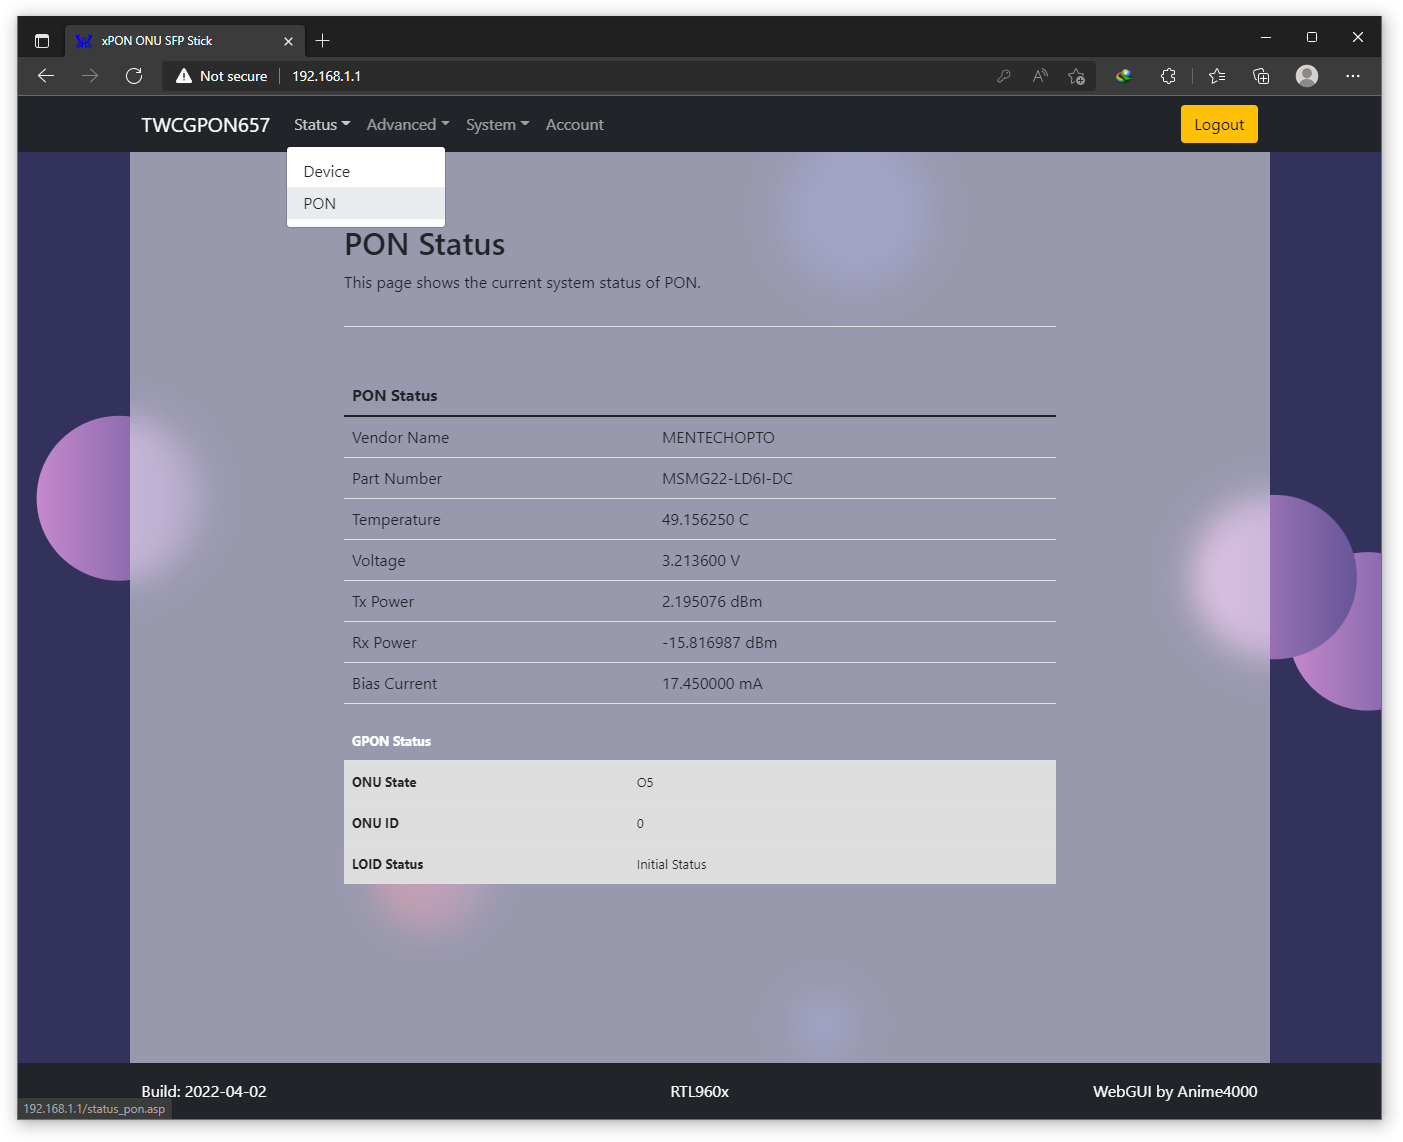 xPON ONU SFP Stick
Not secure
192.168.1.1
TWCGPON657
Status
Advanced
System
Account
Logout
Device
PON
PON Status
This page shows the current system status of PON.
PON Status
Vendor Name MENTECHOPTO
Part Number MSMG22-LD6I-DC
Temperature 49.156250 C
Voltage 3.213600 V
Tx Power 2.195076 dBm
Rx Power -15.816987 dBm
Bias Current 17.450000 mA
GPON Status
ONU State O5
ONU ID 0
LOID Status Initial Status
Build: 2022-04-02
RTL960x
WebGUI by Anime4000
192.168.1.1/status_pon.asp